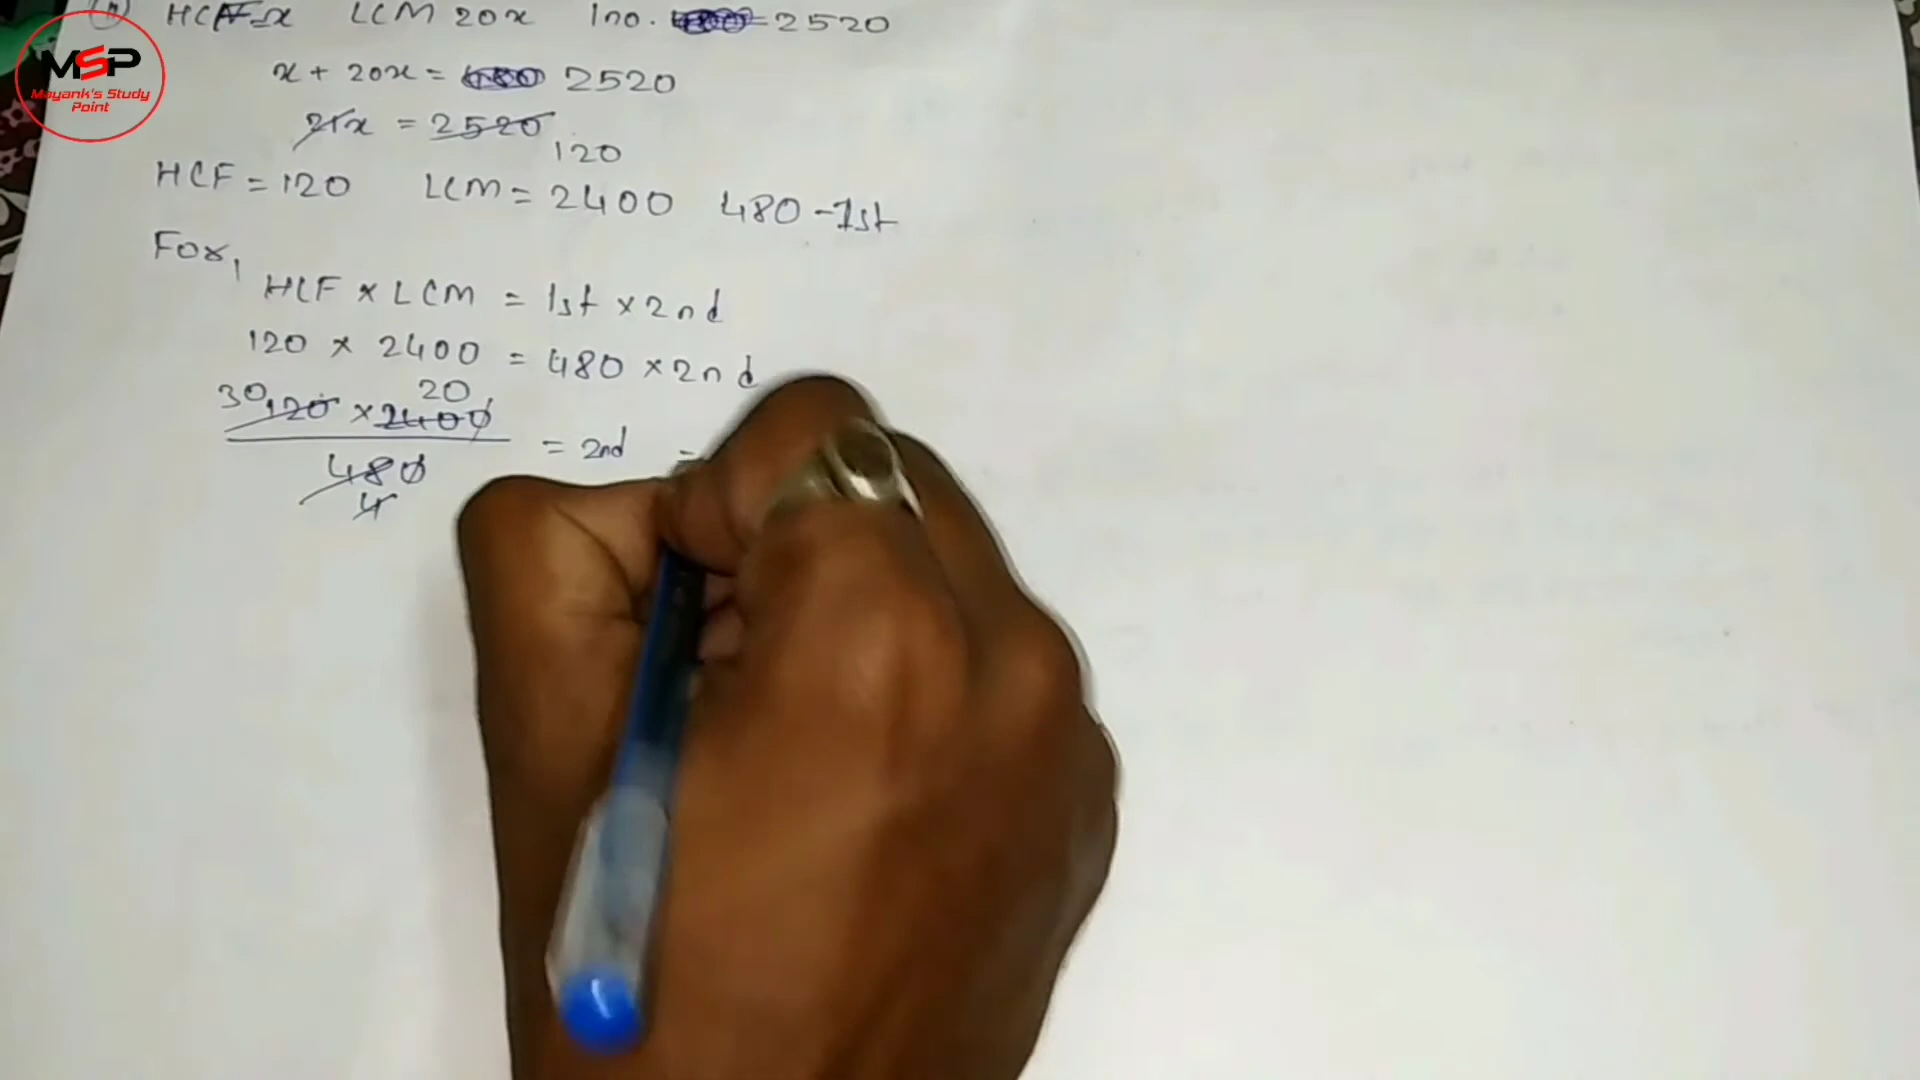 MSP
Mayank's Study
Point
HCF=x LCM 20x 1no. =2520
x + 20x = 2520
21x = 2520
120
HCF = 120 LCM = 2400 480 -1st
For,
HCF × LCM = 1st × 2nd
120 × 2400 = 480 × 2nd
30 20
120 × 2400
= 2nd =
480
4